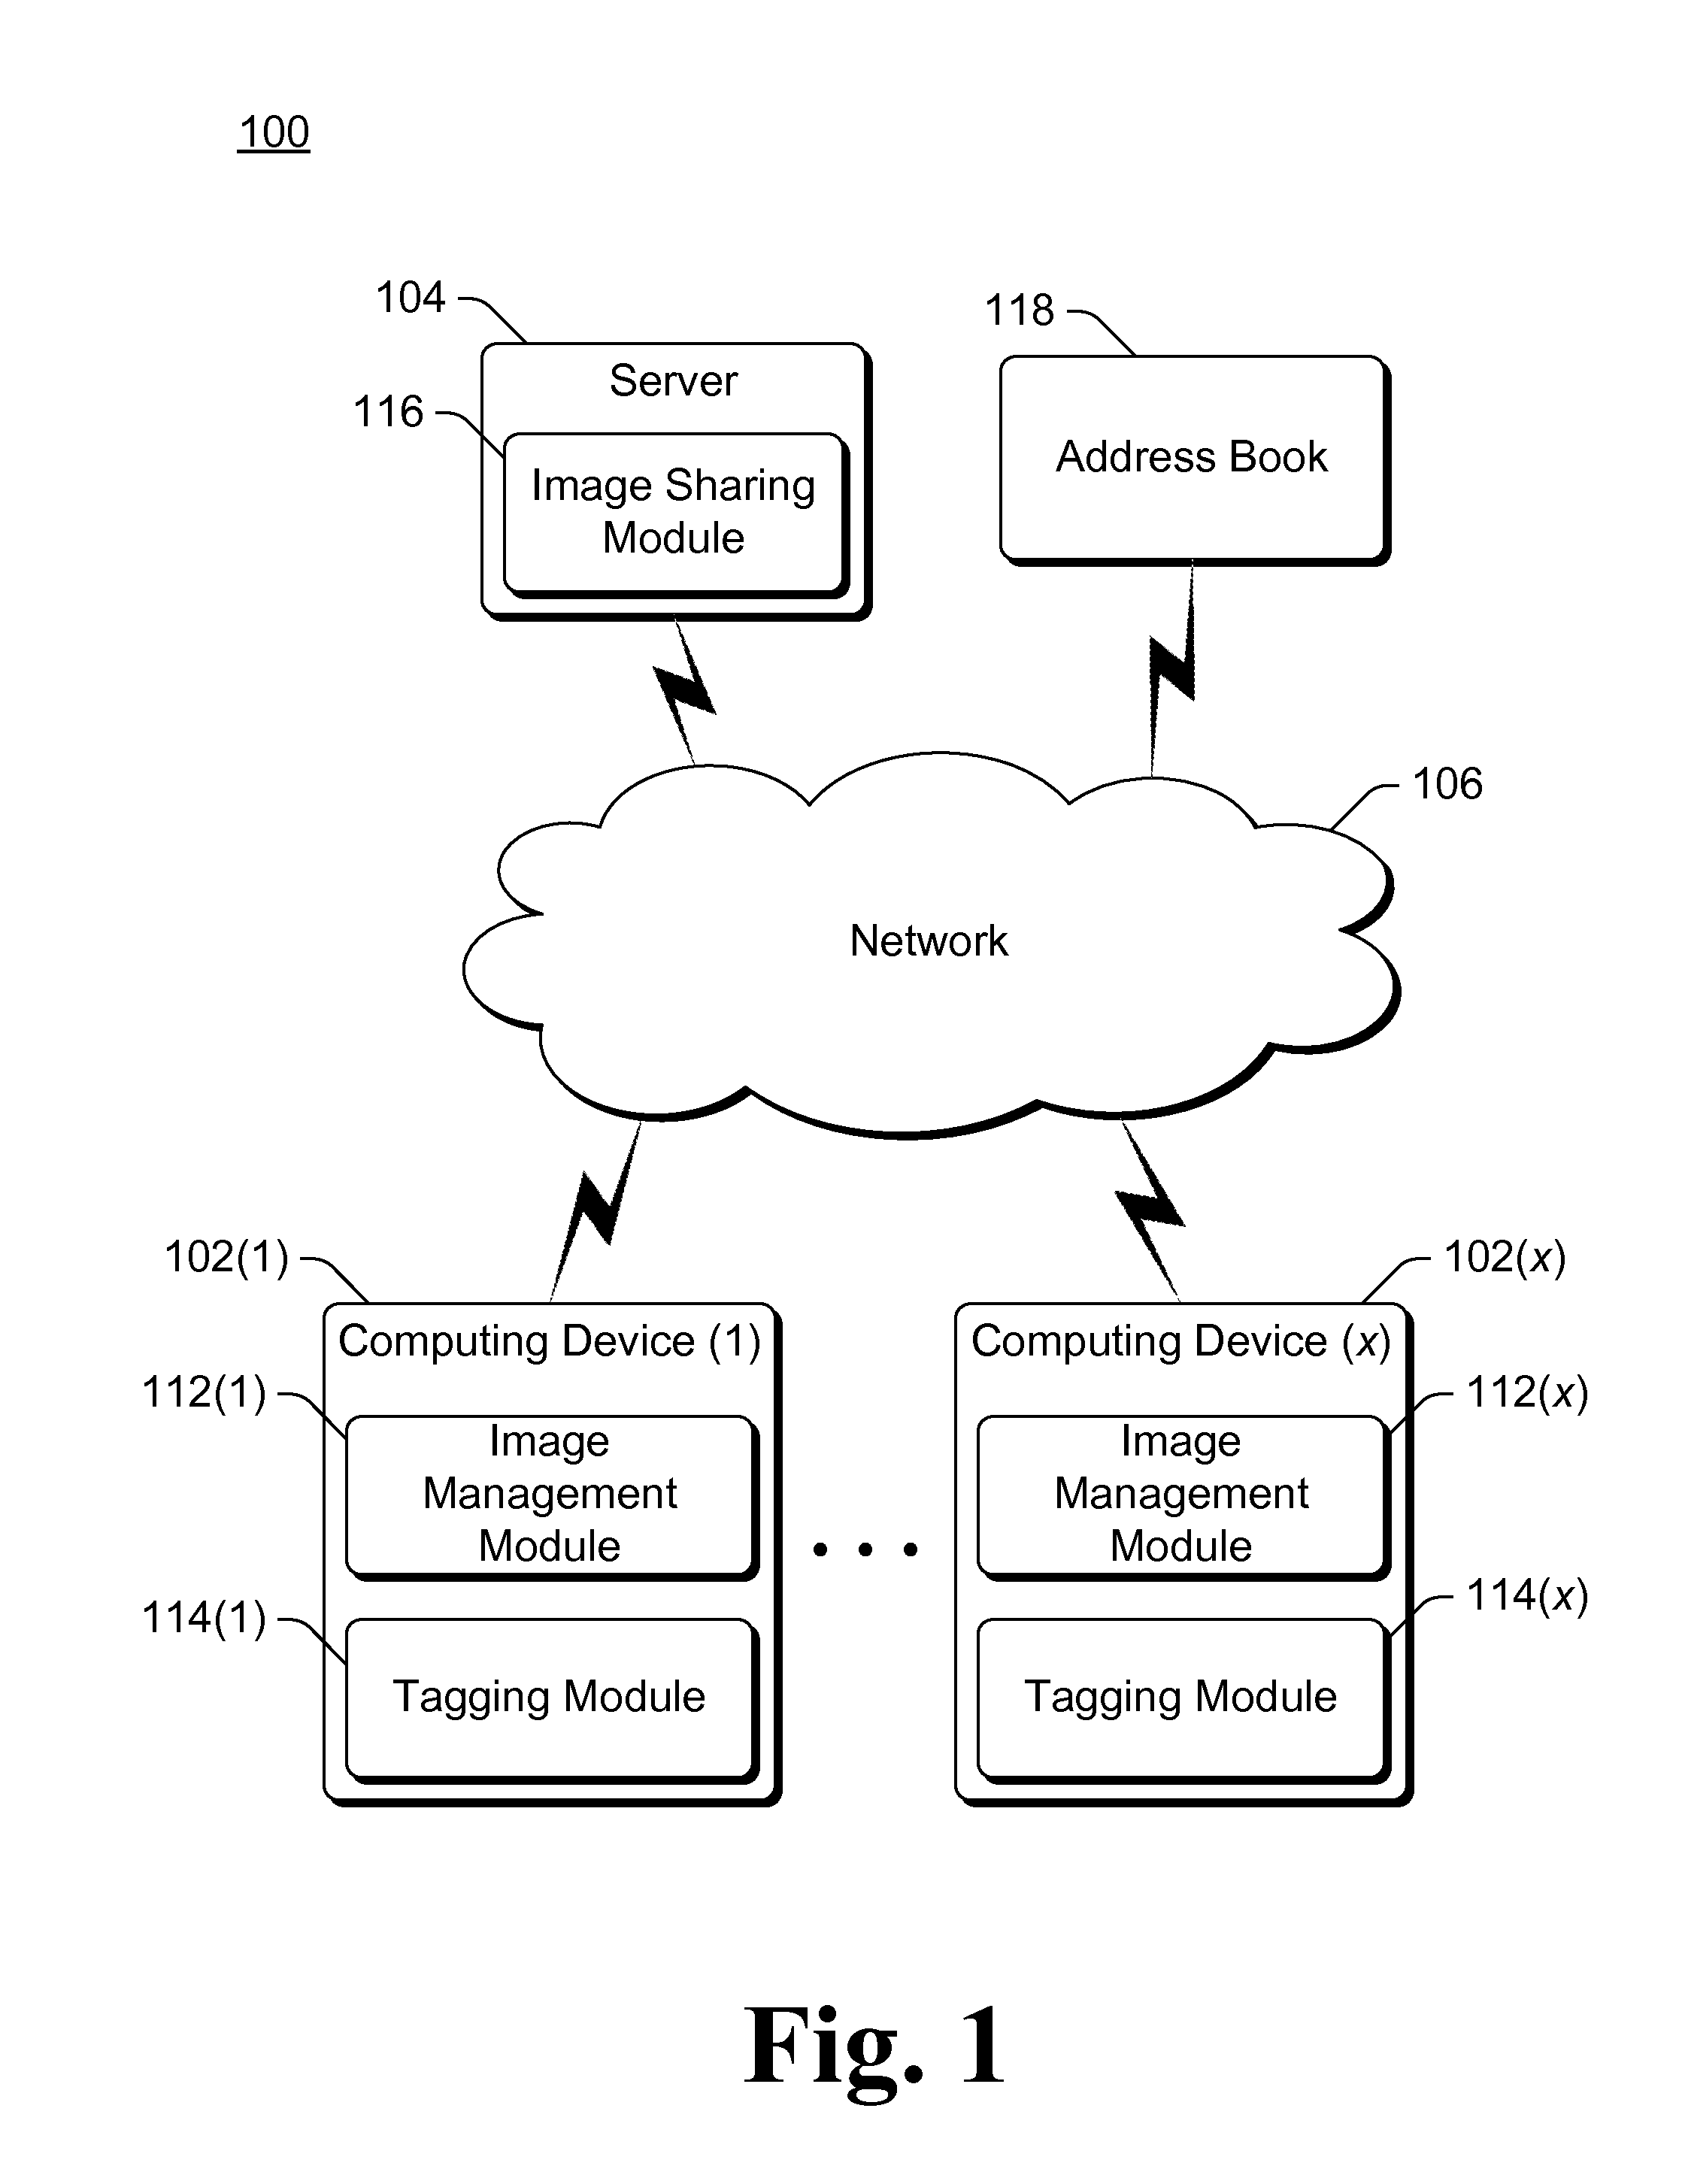 100
104
118
Server
116
Address Book
Image Sharing
Module
106
Network
102(1)
102(x)
Computing Device (1)
Computing Device (x)
112(1)
112(x)
Image
Management
Module
Image
Management
Module
. . .
114(1)
114(x)
Tagging Module
Tagging Module
Fig. 1